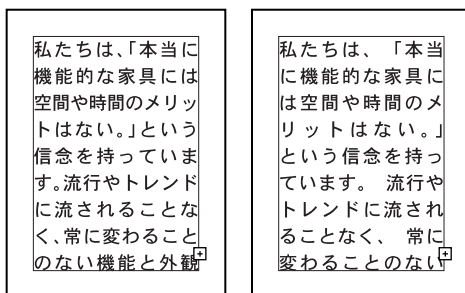 私たちは、「本当に
機能的な家具には
空間や時間のメリッ
トはない。」という
信念を持っていま
す。流行やトレンド
に流されることな
く、常に変わること
のない機能と外観
私たちは、「本当
に機能的な家具に
は空間や時間のメ
リットはない。」
という信念を持っ
ています。 流行や
トレンドに流され
ることなく、 常に
変わることのない